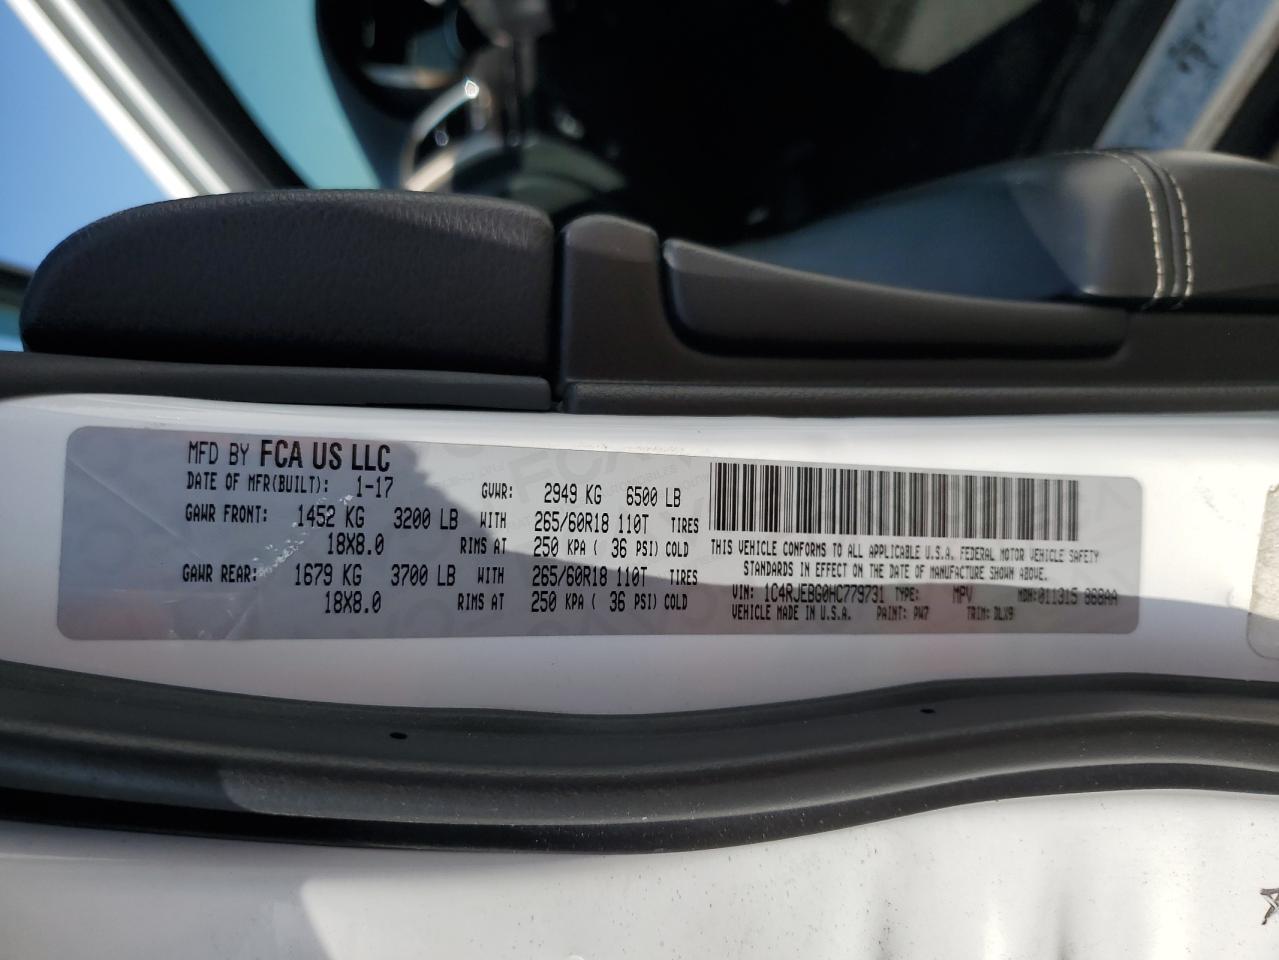 MFD BY FCA US LLC
DATE OF MFR(BUILT): 1-17 GVWR: 2949 KG 6500 LB
GAWR FRONT: 1452 KG 3200 LB WITH 265/60R18 110T TIRES
18X8.0 RIMS AT 250 KPA ( 36 PSI) COLD
GAWR REAR: 1679 KG 3700 LB WITH 265/60R18 110T TIRES
18X8.0 RIMS AT 250 KPA ( 36 PSI) COLD
THIS VEHICLE CONFORMS TO ALL APPLICABLE U.S.A. FEDERAL MOTOR VEHICLE SAFETY
STANDARDS IN EFFECT ON THE DATE OF MANUFACTURE SHOWN ABOVE.
VIN: 1C4RJEBG0HC779731 TYPE: MPV MDH:011315 868AA
VEHICLE MADE IN U.S.A. PAINT: PW7 TRIM: DLX9